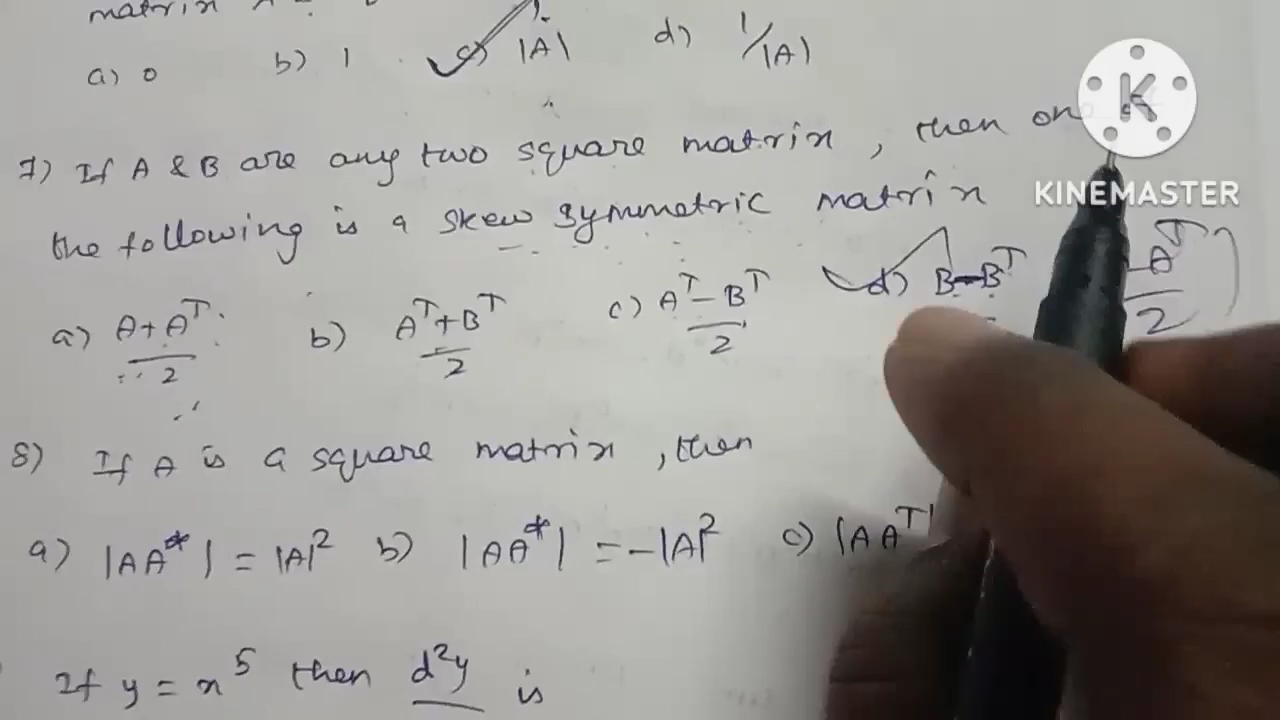 matrix
a) 0 b) 1 c) |A| d) 1/|A|
7) If A & B are any two square matrix, then one
KINEMASTER
the following is a skew symmetric matrix
a) A+A^T/2 b) A^T+B^T/2 c) A^T-B^T/2 d) B-B^T -A^T/2)
8) If A is a square matrix, then
a) |AA*| = |A|^2 b) |AA*| = -|A|^2 c) |AA^T|
If y = x^5 then d^2y is